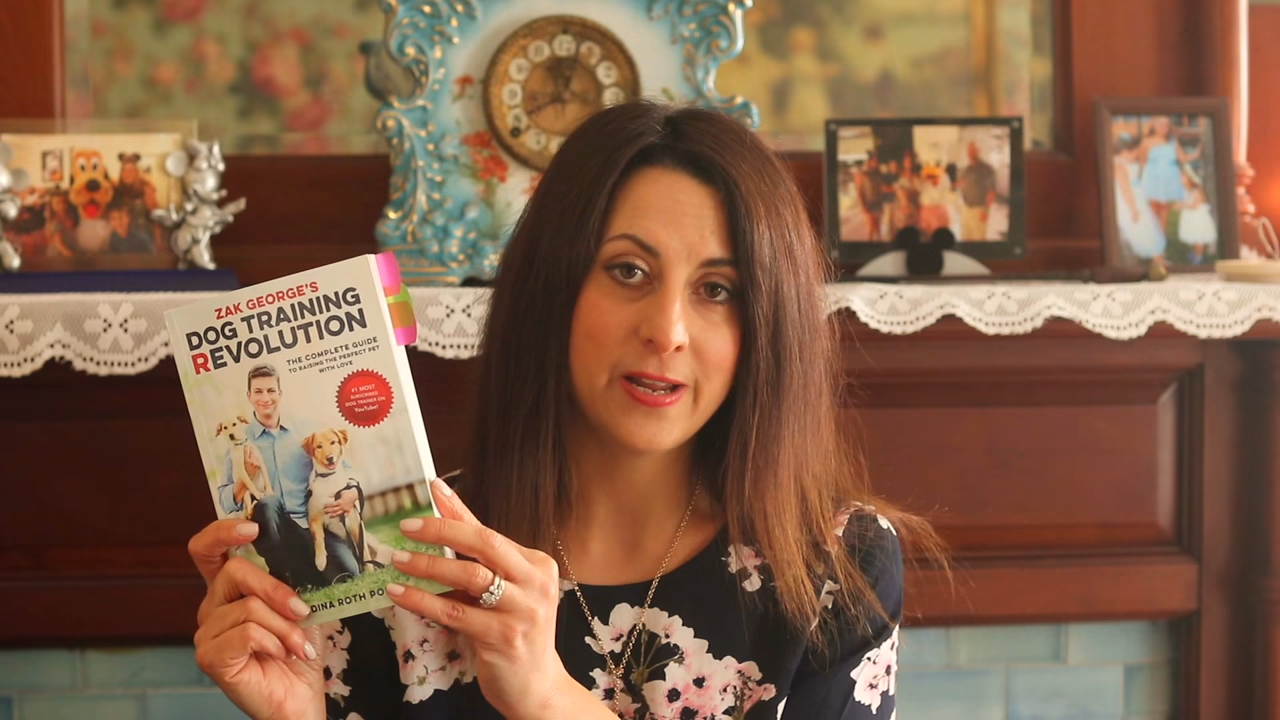 ZAK GEORGE'S
DOG TRAINING
REVOLUTION
THE COMPLETE GUIDE
TO RAISING THE PERFECT PET
WITH LOVE
#1 MOST
SUBSCRIBED
DOG TRAINER ON
YouTube!
DINA ROTH PO